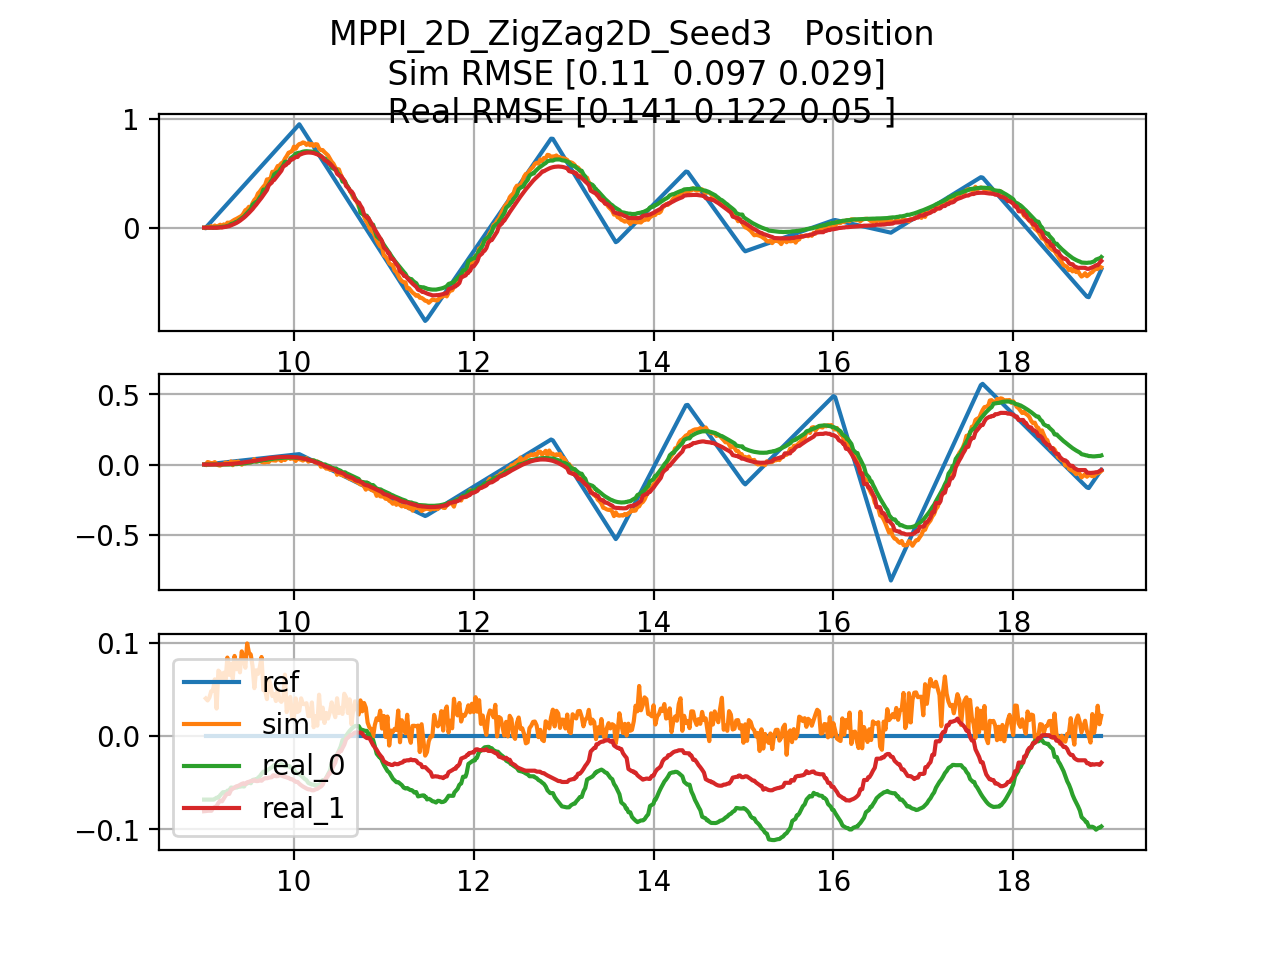 MPPI_2D_ZigZag2D_Seed3   Position
Sim RMSE [0.11  0.097 0.029]
Real RMSE [0.141 0.122 0.05 ]
1
0
10 12 14 16 18
0.5
0.0
−0.5
10 12 14 16 18
0.1
0.0
−0.1
ref
sim
real_0
real_1
10 12 14 16 18